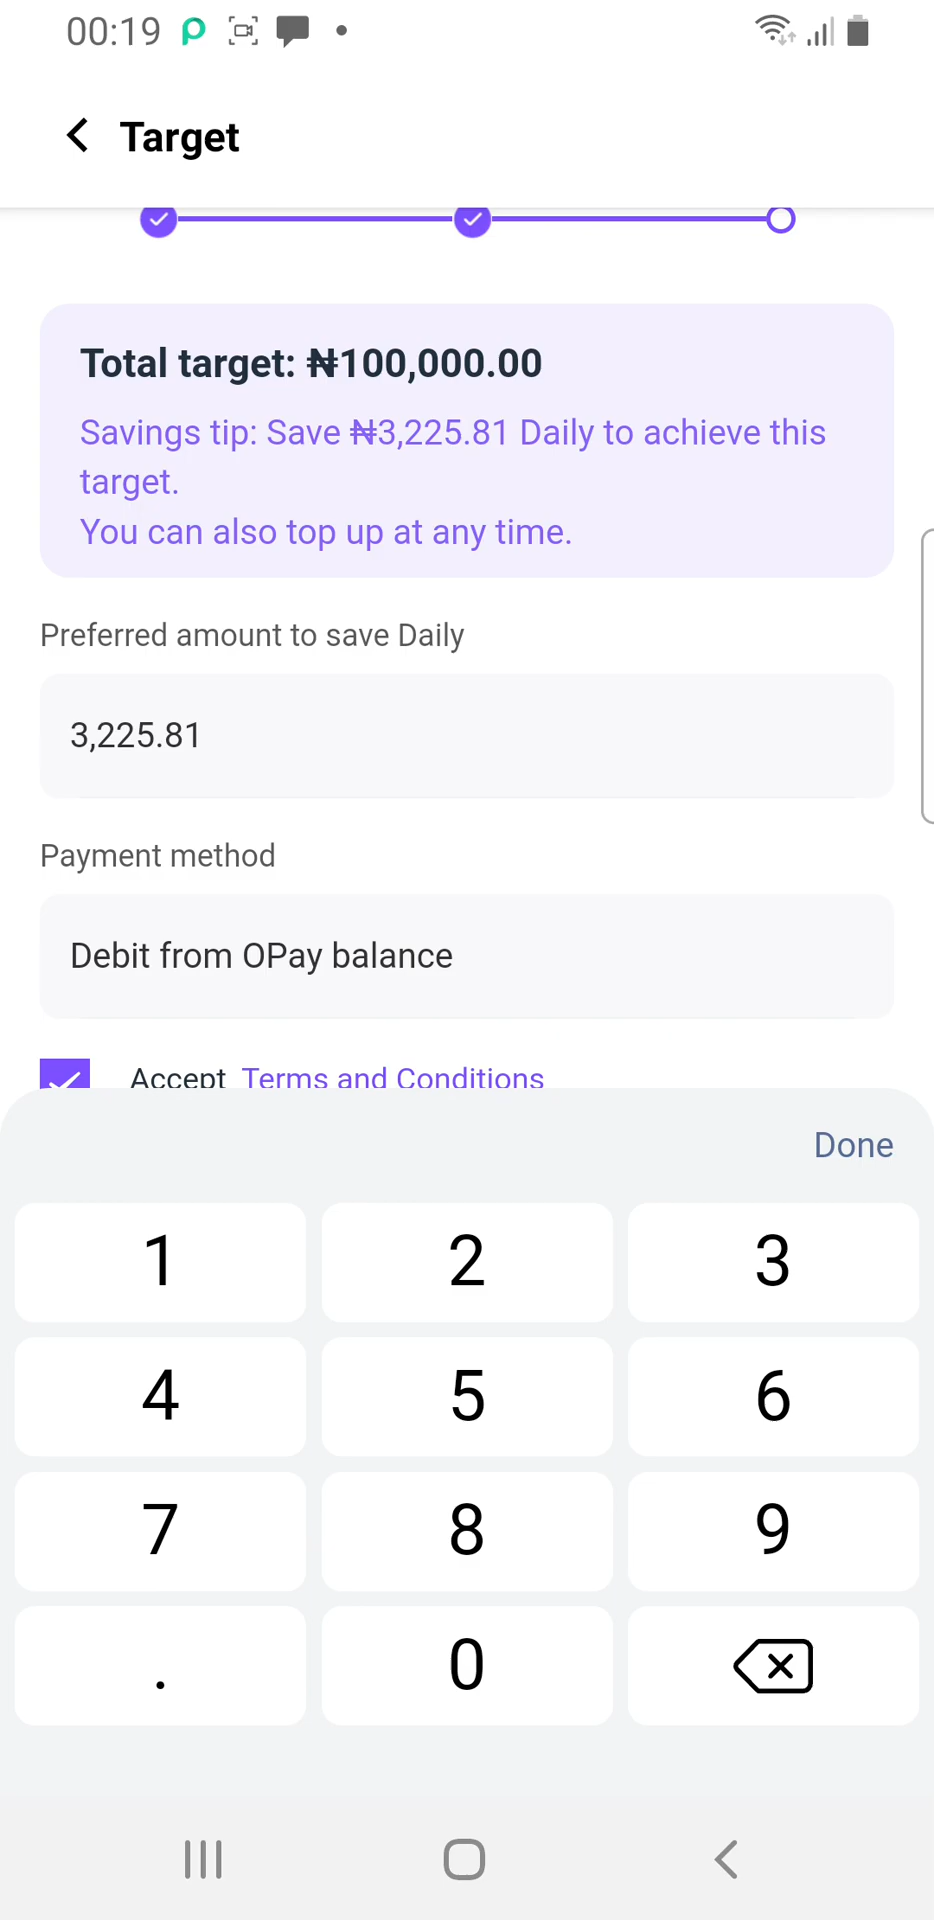 00:19
Target
Total target: ₦100,000.00
Savings tip: Save ₦3,225.81 Daily to achieve this
target.
You can also top up at any time.
Preferred amount to save Daily
3,225.81
Payment method
Debit from OPay balance
Accept Terms and Conditions
Done
1 2 3
4 5 6
7 8 9
. 0